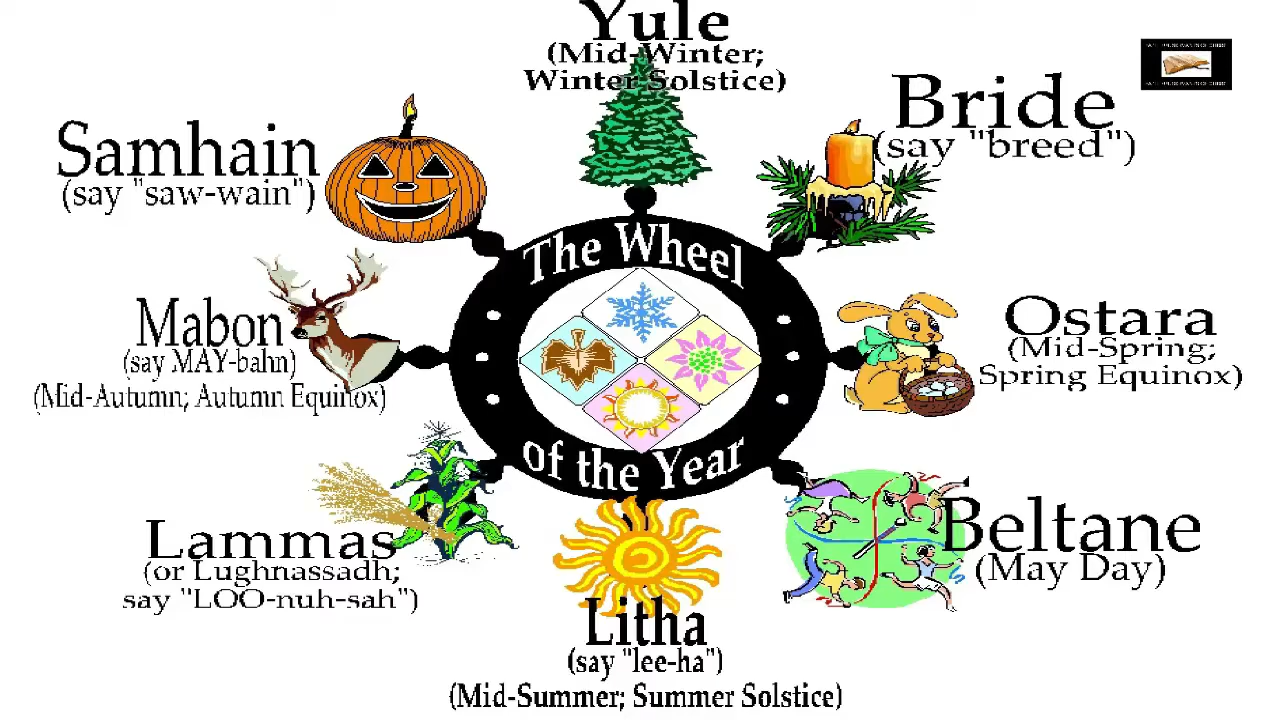 Yule
(Mid-Winter;
Winter Solstice)
Bride
(say "breed")
Samhain
(say "saw-wain")
The Wheel
of the Year
Mabon
(say MAY-bahn)
(Mid-Autumn; Autumn Equinox)
Ostara
(Mid-Spring;
Spring Equinox)
Lammas
(or Lughnassadh;
say "LOO-nuh-sah")
Beltane
(May Day)
Litha
(say "lee-ha")
(Mid-Summer; Summer Solstice)